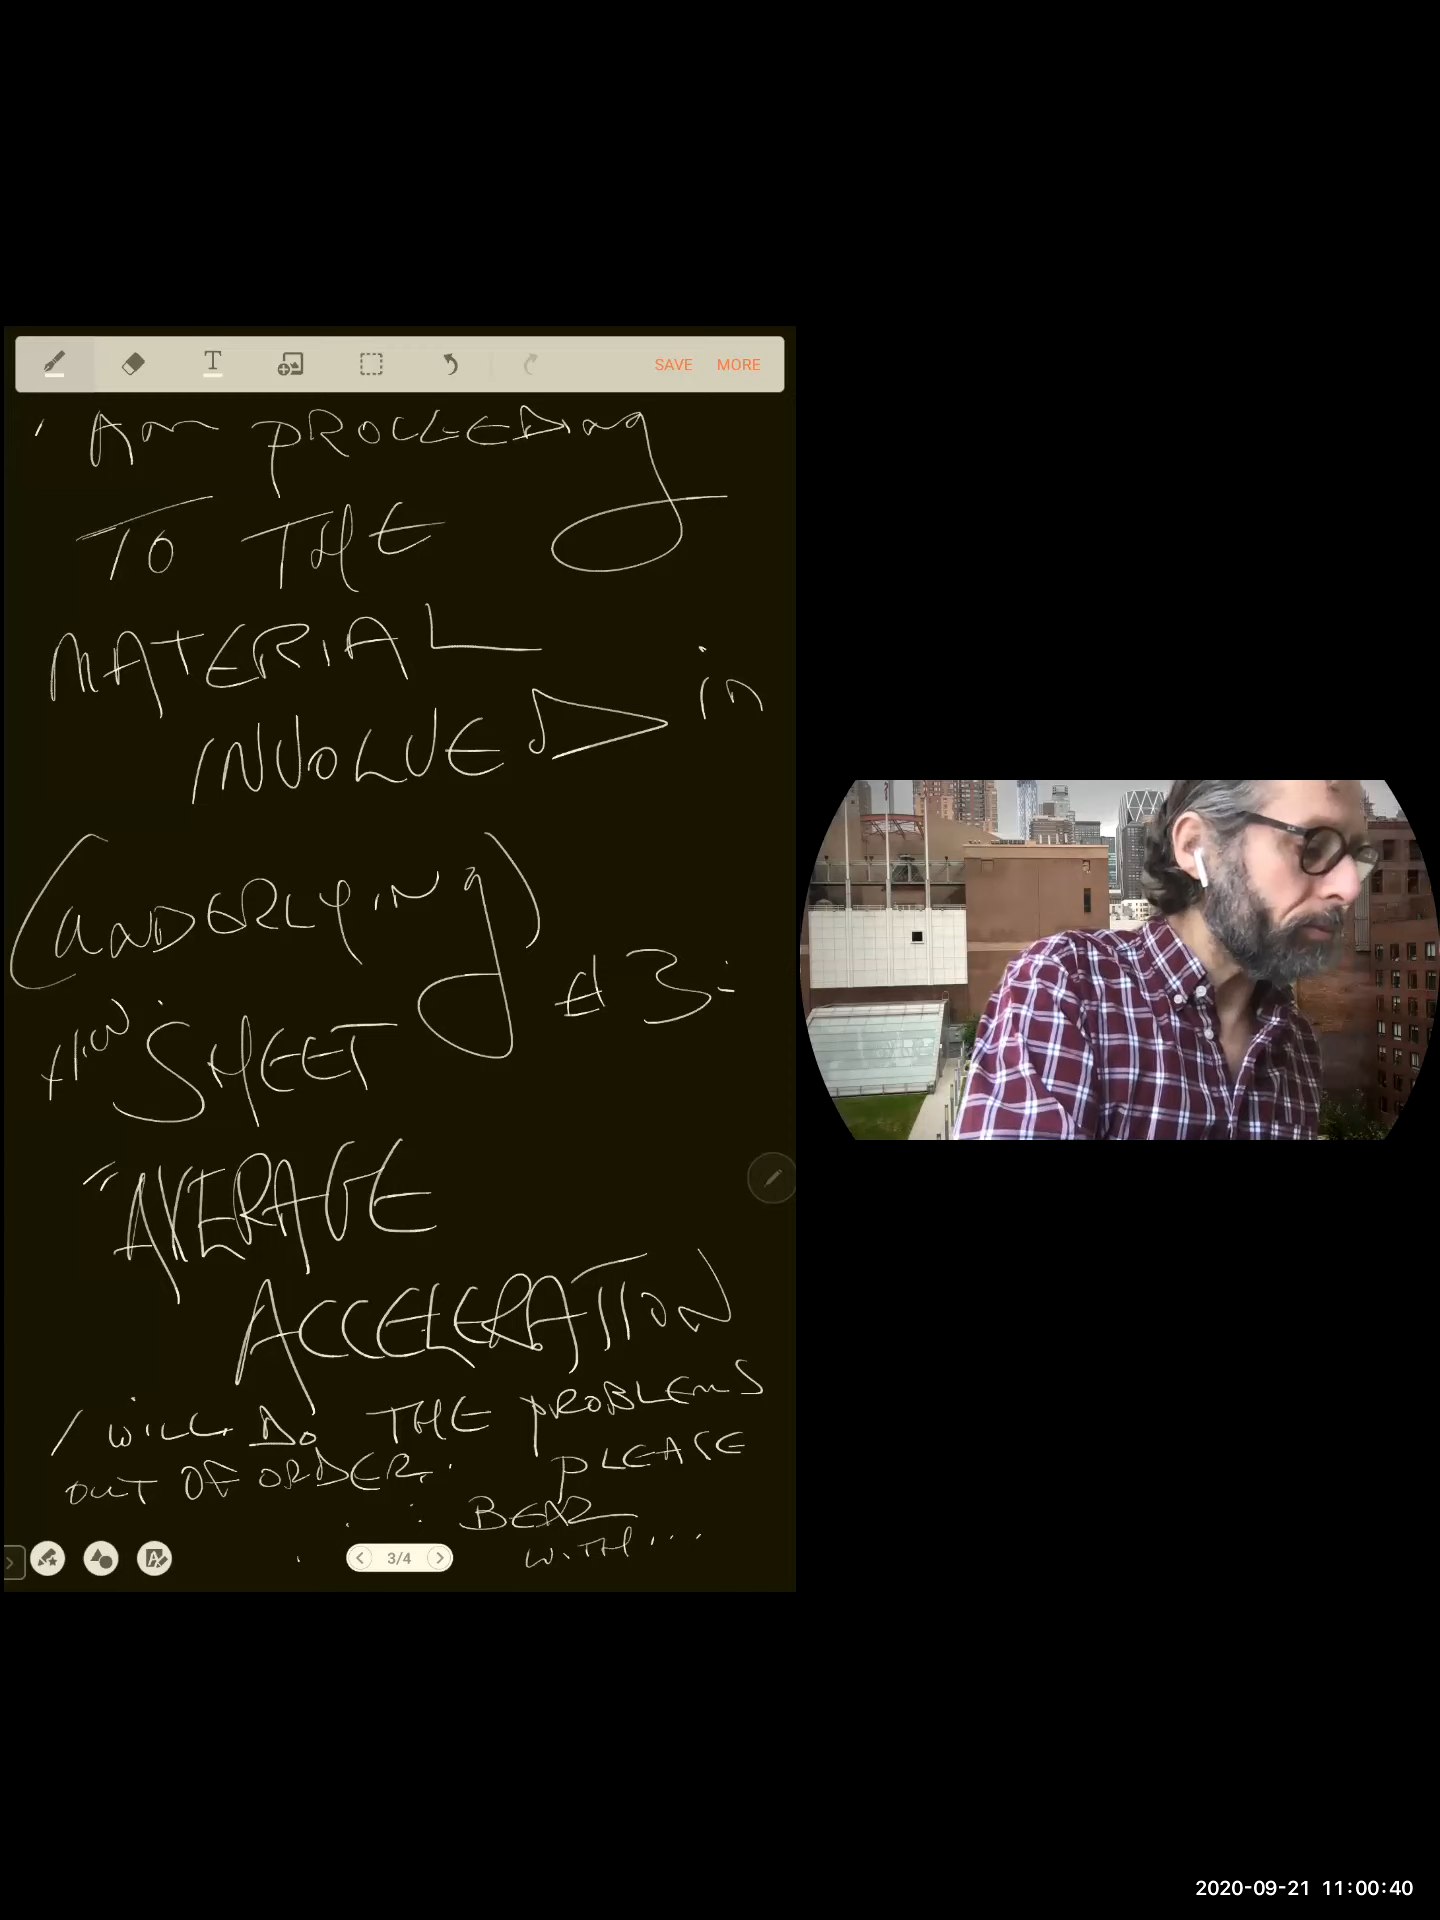 SAVE MORE
I Am PROCEEDing
TO THE
MATERIAL
INVOLVED in
(UNDERLYING)
#3:
THIS SHEET
"AVERAGE
ACCELERATION
I WILL DO THE PROBLEMS
OUT OF ORDER. PLEASE
BEAR
WITH...
3/4
2020-09-21 11:00:40